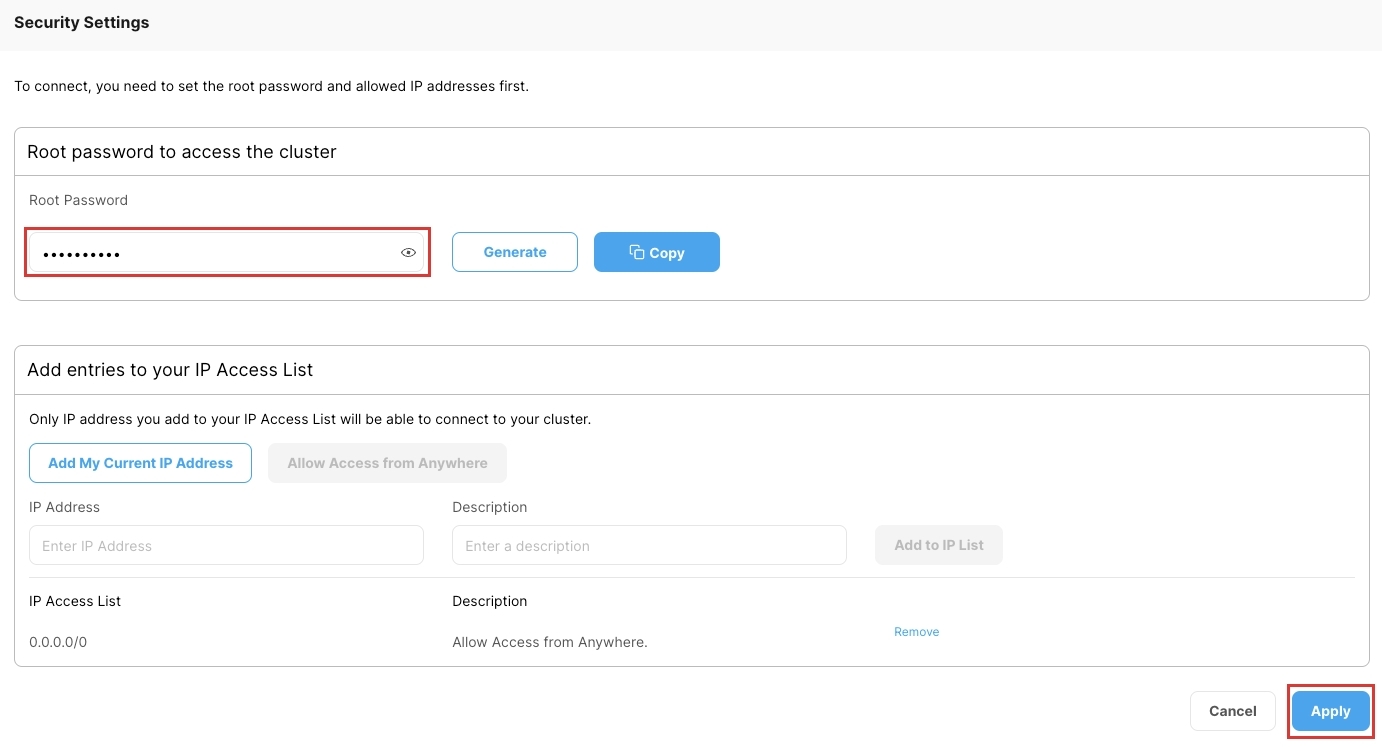 Security Settings
To connect, you need to set the root password and allowed IP addresses first.
Root password to access the cluster
Root Password
••••••••••
Generate
Copy
Add entries to your IP Access List
Only IP address you add to your IP Access List will be able to connect to your cluster.
Add My Current IP Address
Allow Access from Anywhere
IP Address
Description
Enter IP Address
Enter a description
Add to IP List
IP Access List
Description
0.0.0.0/0
Allow Access from Anywhere.
Remove
Cancel
Apply